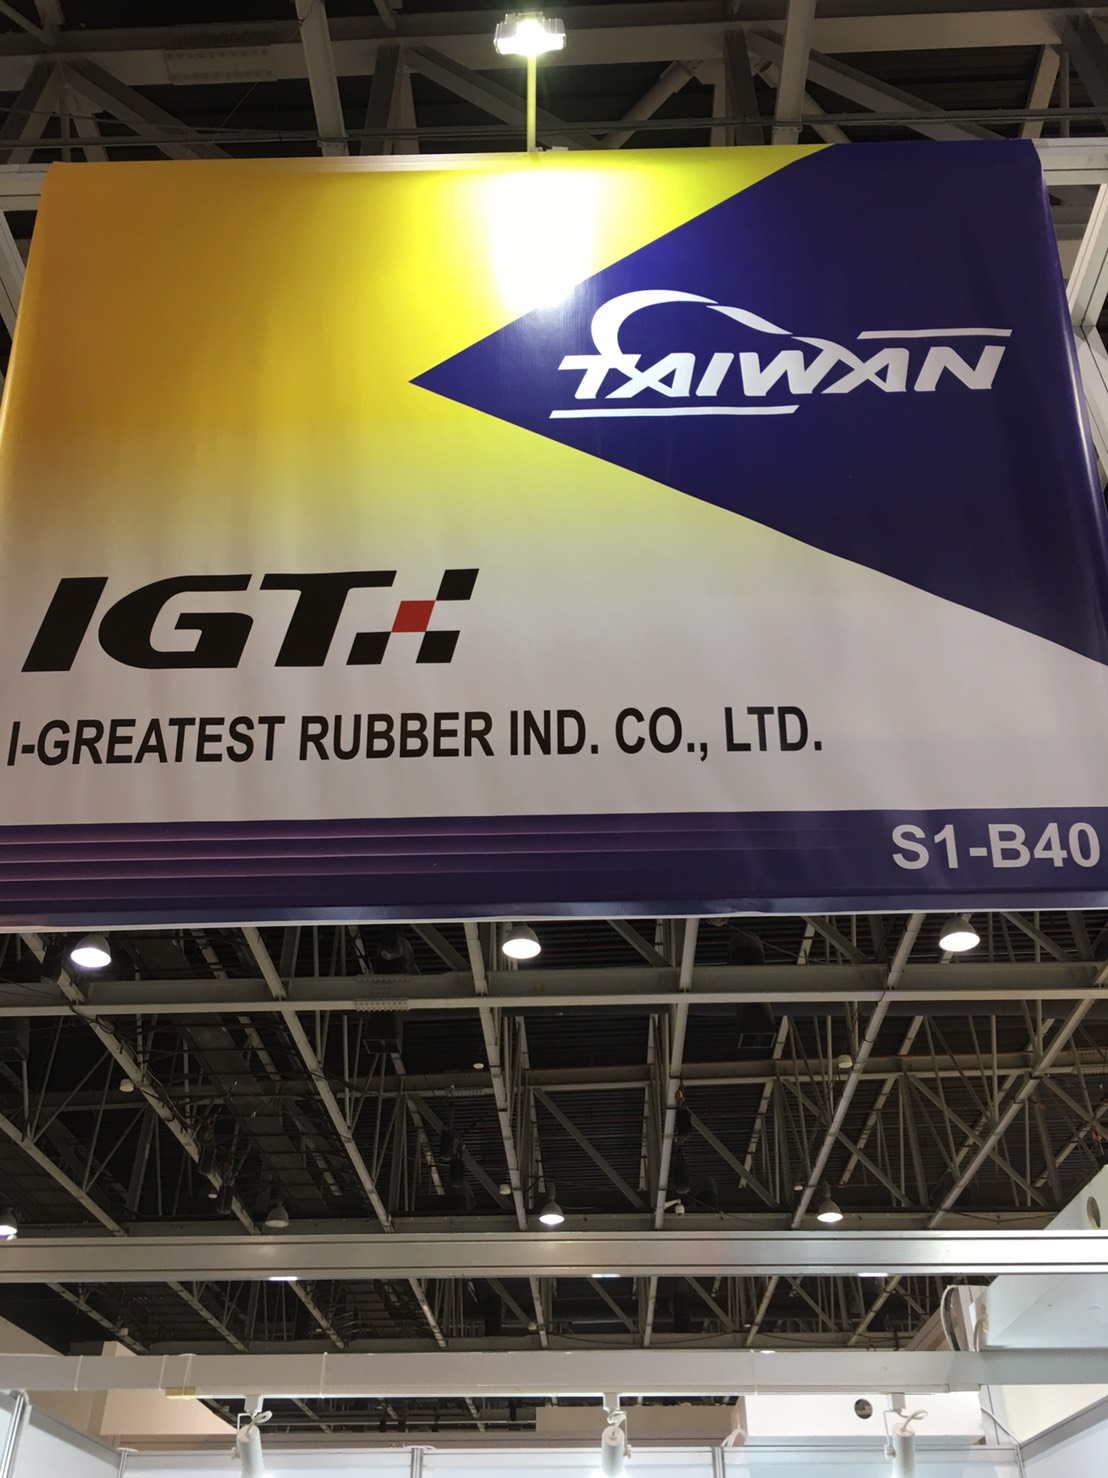 TAIWAN
IGT
I-GREATEST RUBBER IND. CO., LTD.
S1-B40